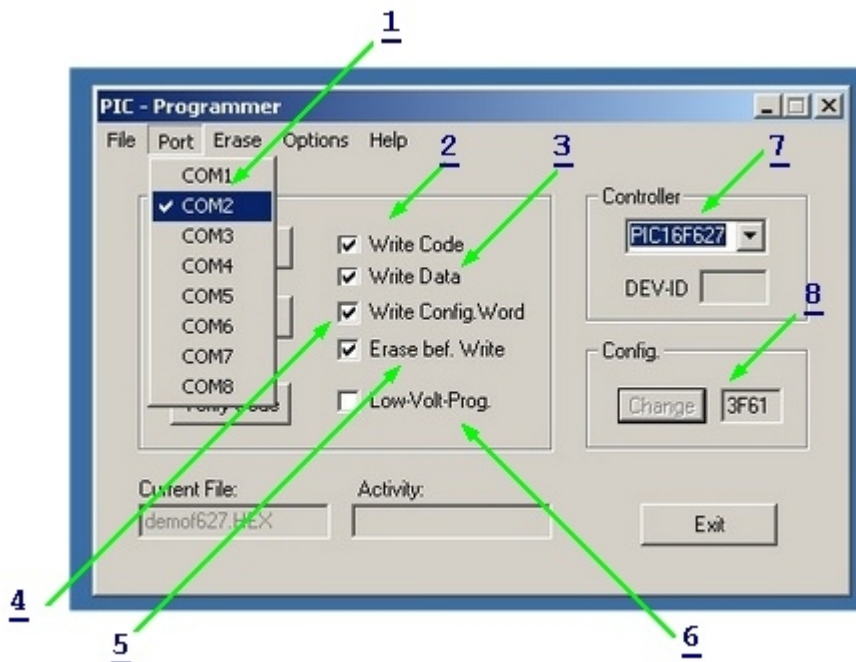 1
PIC - Programmer
File Port Erase Options Help
2
3
7
COM1
COM2
COM3
COM4
COM5
COM6
COM7
COM8
Write Code
Write Data
Write Config.Word
Erase bef. Write
Low-Volt-Prog.
Controller
PIC16F627
DEV-ID
8
Config.
Change 3F61
Current File:
demof627.HEX
Activity:
Exit
4
5
6